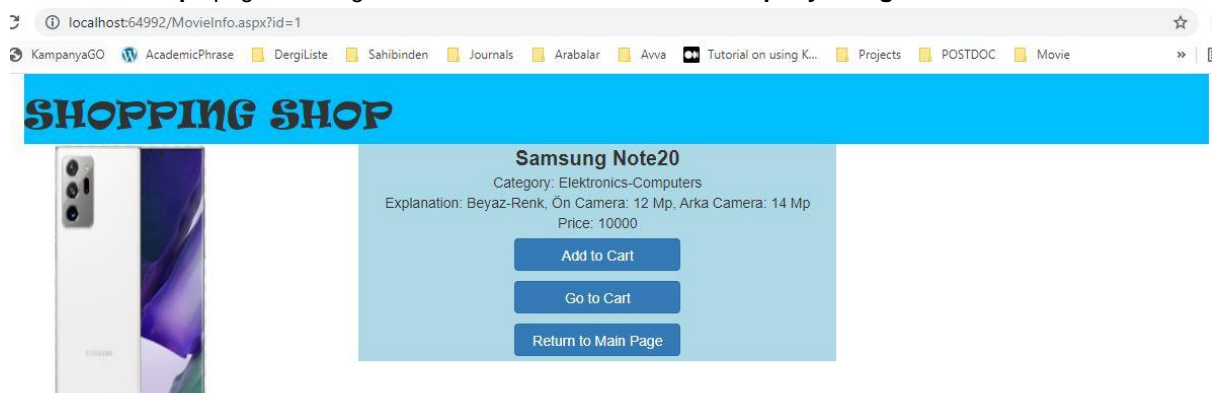 localhost:64992/MovieInfo.aspx?id=1
KampanyaGO AcademicPhrase DergiListe Sahibinden Journals Arabalar Avva Tutorial on using K... Projects POSTDOC Movie »
SHOPPING SHOP
Samsung Note20
Category: Elektronics-Computers
Explanation: Beyaz-Renk, Ön Camera: 12 Mp, Arka Camera: 14 Mp
Price: 10000
Add to Cart
Go to Cart
Return to Main Page